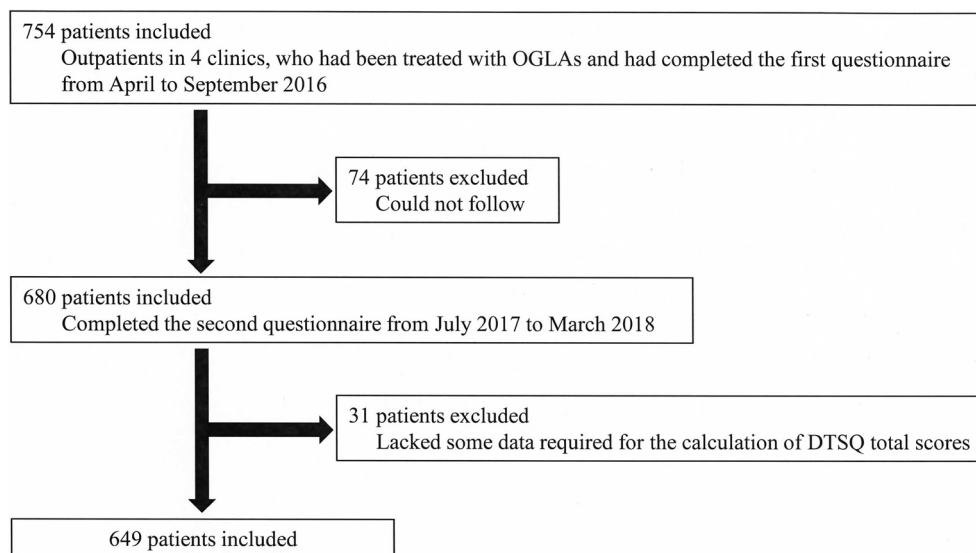 754 patients included
Outpatients in 4 clinics, who had been treated with OGLAs and had completed the first questionnaire
from April to September 2016
74 patients excluded
Could not follow
680 patients included
Completed the second questionnaire from July 2017 to March 2018
31 patients excluded
Lacked some data required for the calculation of DTSQ total scores
649 patients included